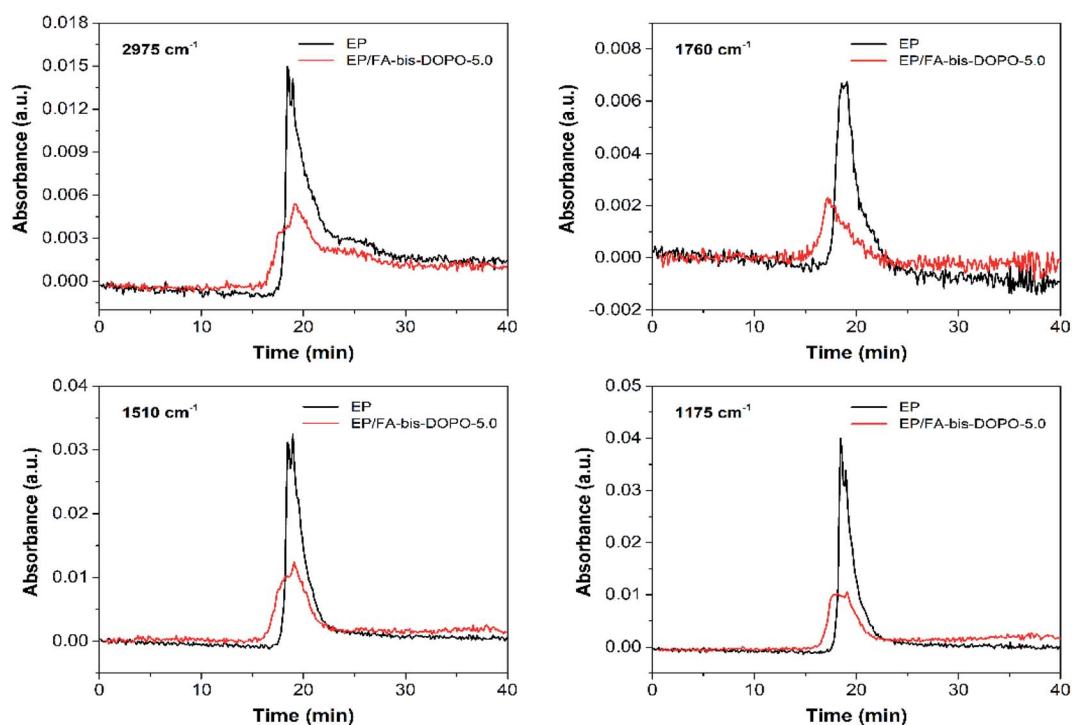 2975 cm⁻¹
EP
EP/FA-bis-DOPO-5.0
Absorbance (a.u.)
0.018
0.015
0.012
0.009
0.006
0.003
0.000
0 10 20 30 40
Time (min)
1760 cm⁻¹
EP
EP/FA-bis-DOPO-5.0
Absorbance (a.u.)
0.008
0.006
0.004
0.002
0.000
-0.002
0 10 20 30 40
Time (min)
1510 cm⁻¹
EP
EP/FA-bis-DOPO-5.0
Absorbance (a.u.)
0.04
0.03
0.02
0.01
0.00
0 10 20 30 40
Time (min)
1175 cm⁻¹
EP
EP/FA-bis-DOPO-5.0
Absorbance (a.u.)
0.05
0.04
0.03
0.02
0.01
0.00
0 10 20 30 40
Time (min)